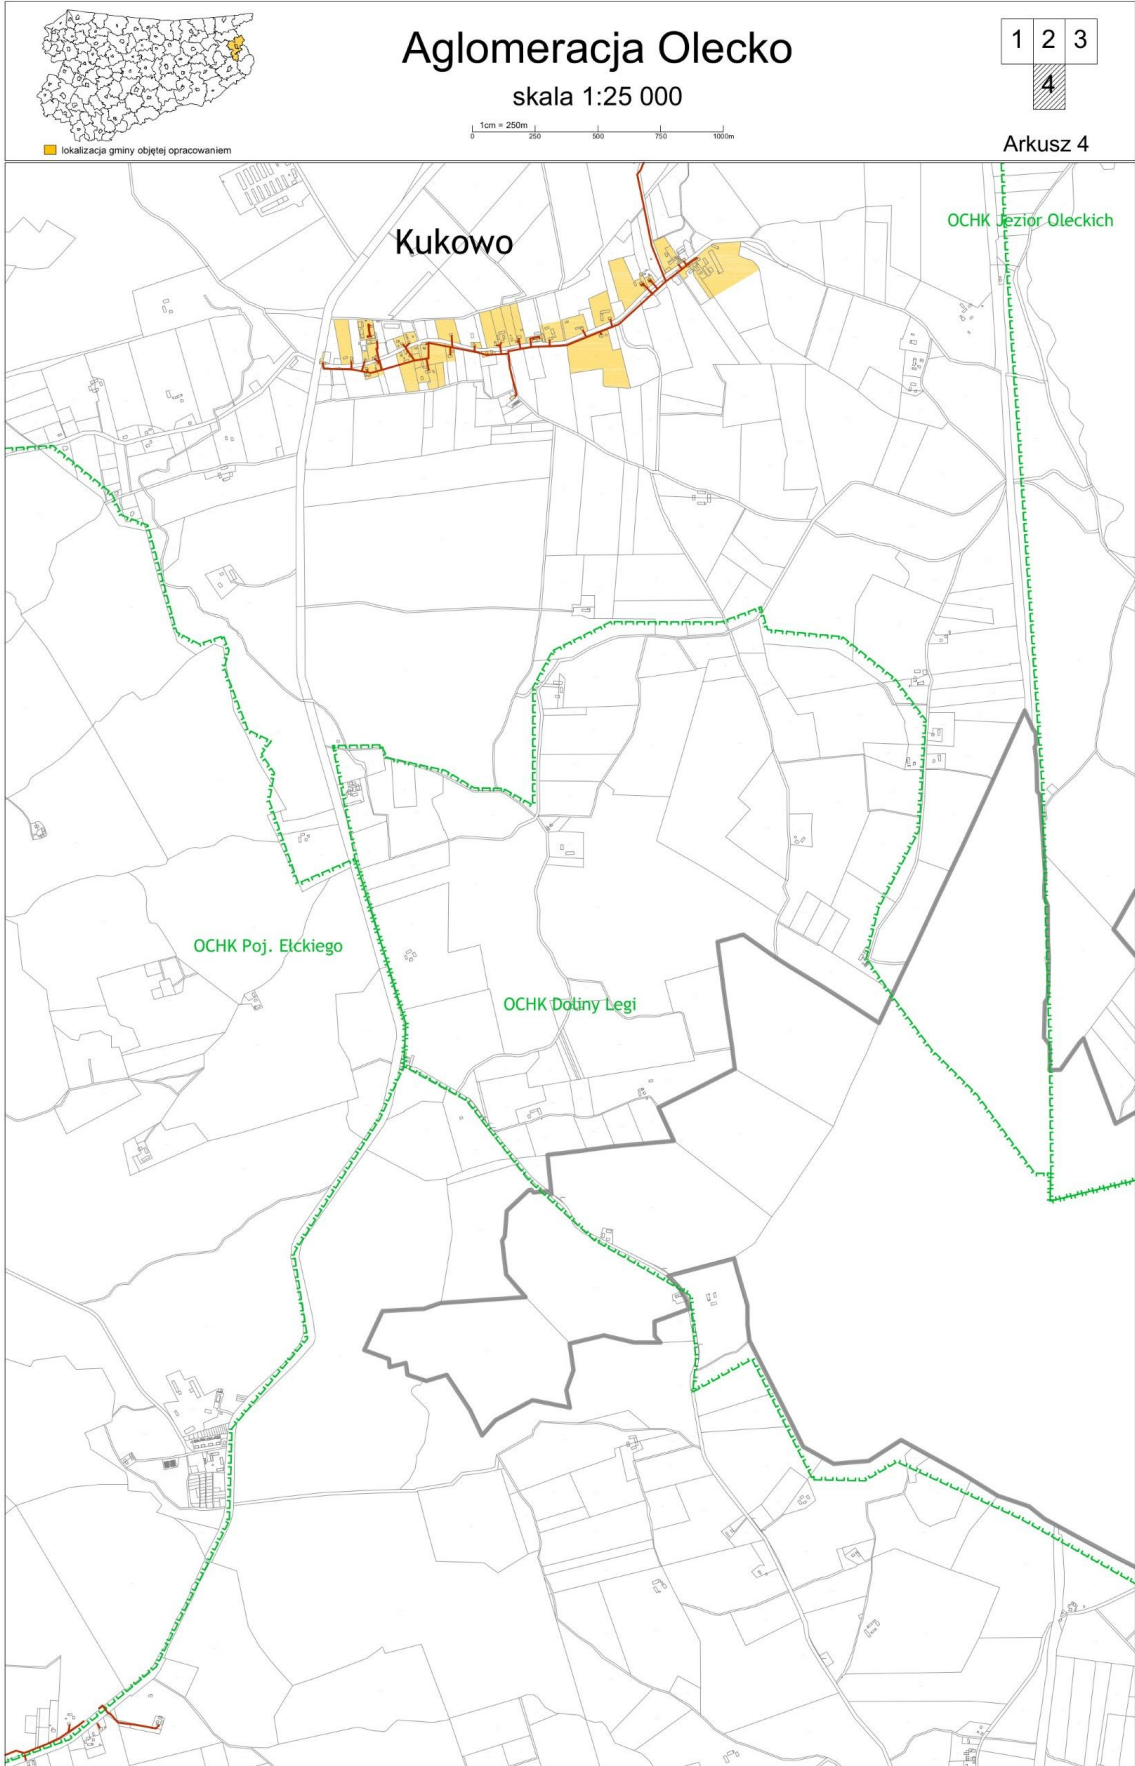 Aglomeracja Olecko
skala 1:25 000
1cm = 250m
0 250 500 750 1000m
lokalizacja gminy objętej opracowaniem
1 2 3
4
Arkusz 4
OCHK Jezior Oleckich
Kukowo
OCHK Poj. Ełckiego
OCHK Doliny Legi